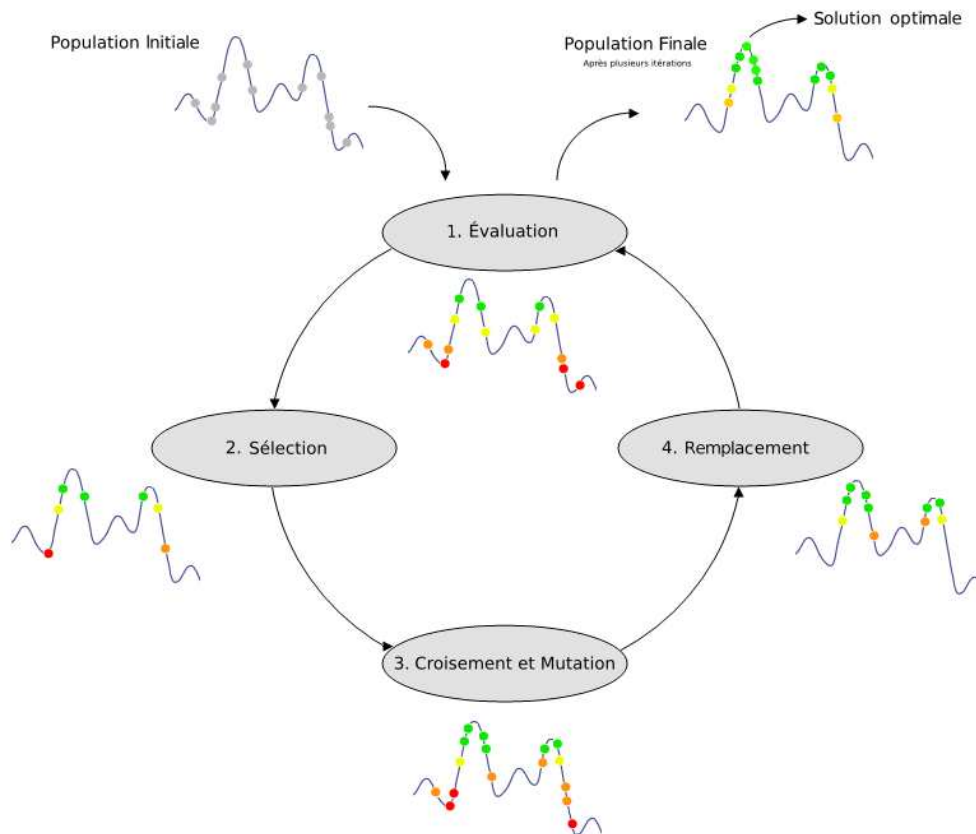 Population Initiale
Population Finale
Après plusieurs itérations
Solution optimale
1. Évaluation
2. Sélection
4. Remplacement
3. Croisement et Mutation